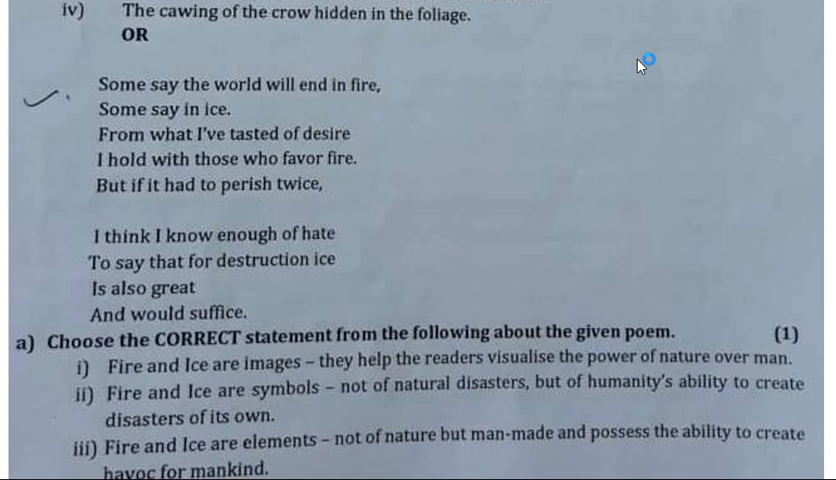 iv) The cawing of the crow hidden in the foliage.
OR
Some say the world will end in fire,
Some say in ice.
From what I've tasted of desire
I hold with those who favor fire.
But if it had to perish twice,
I think I know enough of hate
To say that for destruction ice
Is also great
And would suffice.
a) Choose the CORRECT statement from the following about the given poem. (1)
i) Fire and Ice are images – they help the readers visualise the power of nature over man.
ii) Fire and Ice are symbols – not of natural disasters, but of humanity's ability to create
disasters of its own.
iii) Fire and Ice are elements – not of nature but man-made and possess the ability to create
havoc for mankind.